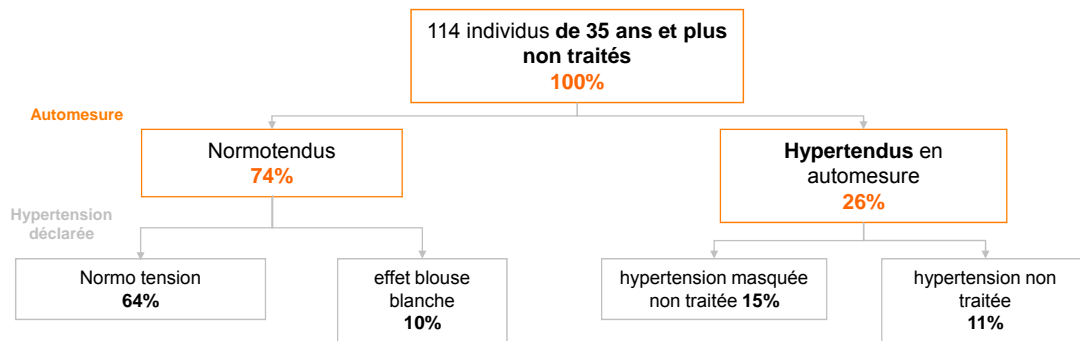 114 individus de 35 ans et plus
non traités
100%
Automesure
Normotendus
74%
Hypertendus en
automesure
26%
Hypertension
déclarée
Normo tension
64%
effet blouse
blanche
10%
hypertension masquée
non traitée 15%
hypertension non
traitée
11%